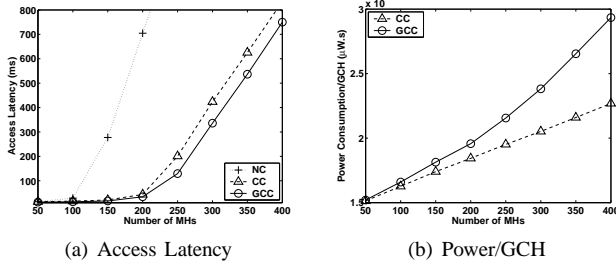 800
700
600
500
400
300
200
100
50 100 150 200 250 300 350 400
Number of MHs
Access Latency (ms)
NC
CC
GCC
(a) Access Latency
3
2.5
2
1.5
50 100 150 200 250 300 350 400
Number of MHs
Power Consumption/GCH (μW.s)
CC
GCC
(b) Power/GCH